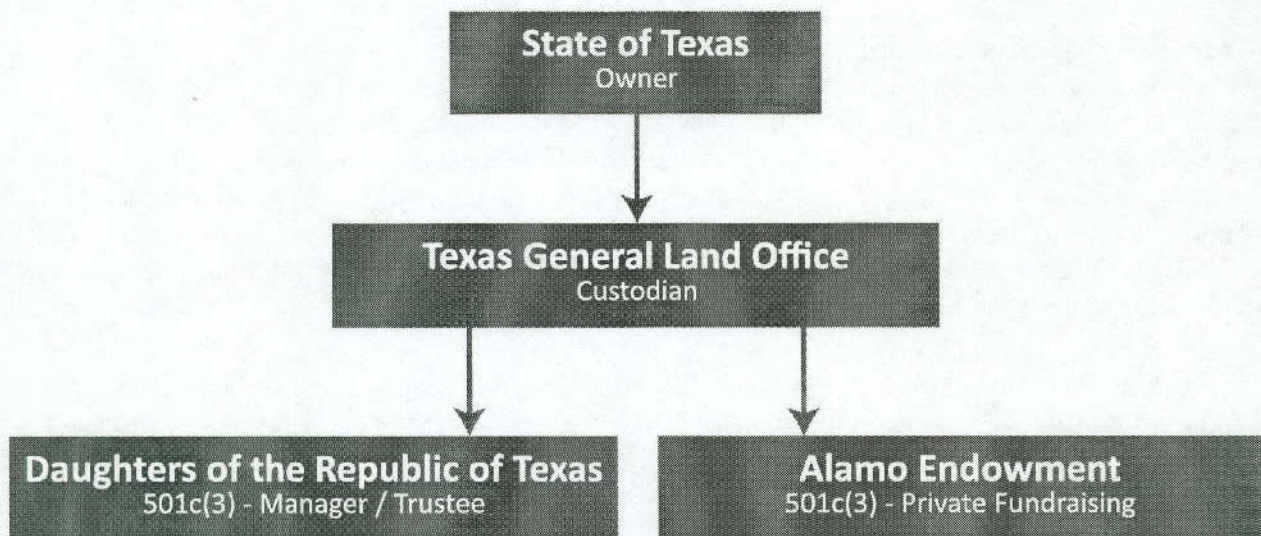 State of Texas
Owner
Texas General Land Office
Custodian
Daughters of the Republic of Texas
501c(3) - Manager / Trustee
Alamo Endowment
501c(3) - Private Fundraising